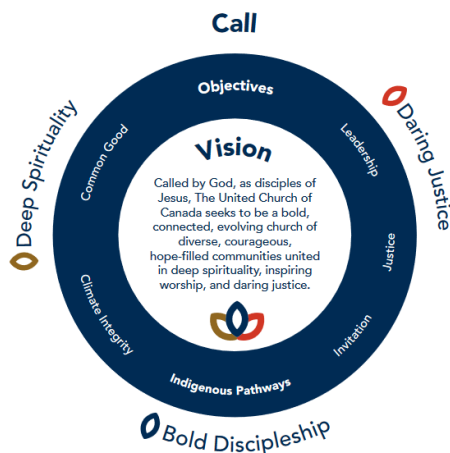 Call
Deep Spirituality
Daring Justice
Bold Discipleship
Objectives
Common Good
Leadership
Justice
Invitation
Indigenous Pathways
Climate Integrity
Vision
Called by God, as disciples of
Jesus, The United Church of
Canada seeks to be a bold,
connected, evolving church of
diverse, courageous,
hope-filled communities united
in deep spirituality, inspiring
worship, and daring justice.